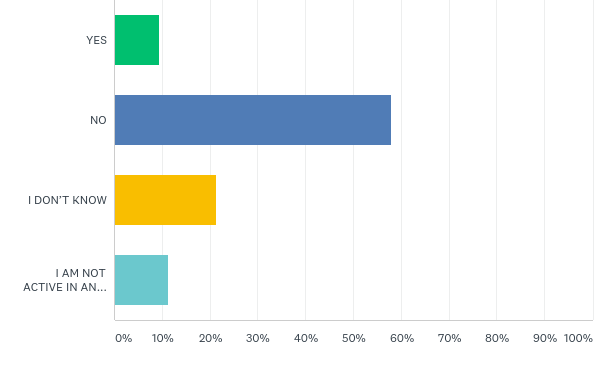 YES
NO
I DON'T KNOW
I AM NOT
ACTIVE IN AN...
0% 10% 20% 30% 40% 50% 60% 70% 80% 90% 100%